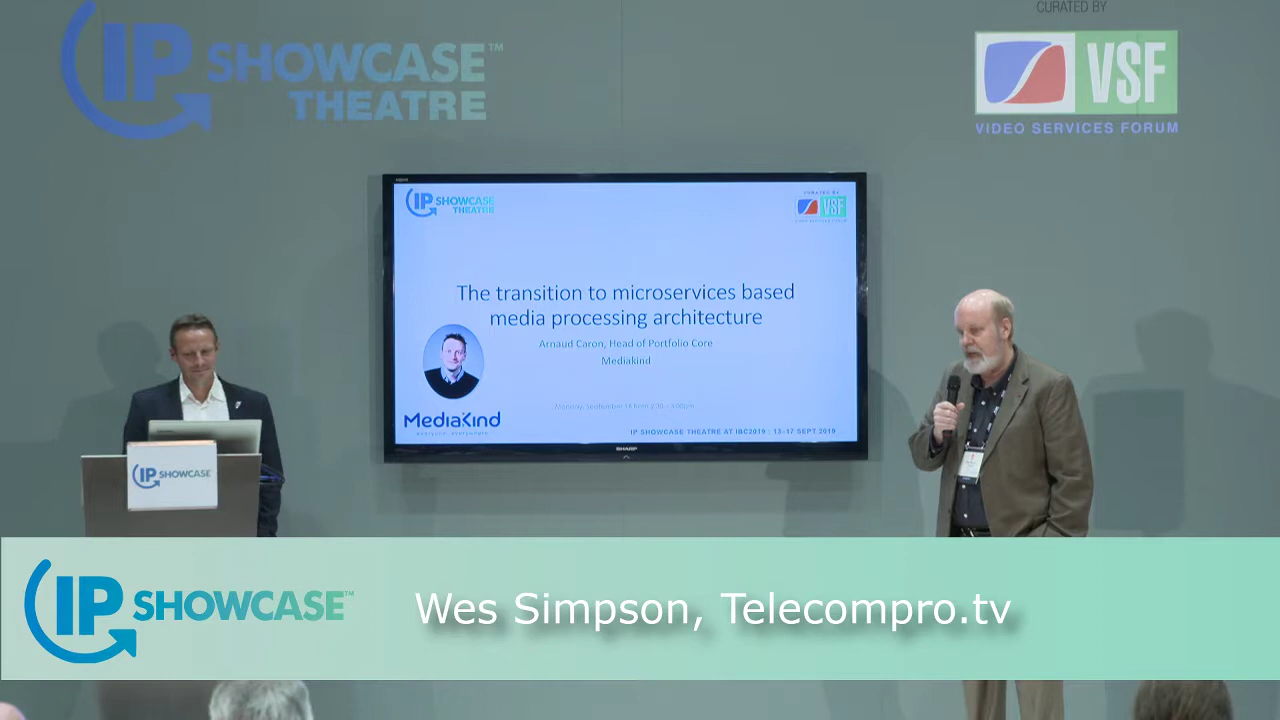 CURATED BY
IP SHOWCASE™
THEATRE
VSF
VIDEO SERVICES FORUM
IP SHOWCASE
THEATRE
CURATED BY
VSF
The transition to microservices based
media processing architecture
Arnaud Caron, Head of Portfolio Core
Mediakind
MediaKind
IP SHOWCASE THEATRE AT IBC2019 : 13–17 SEPT 2019
SHARP
IP SHOWCASE
IP SHOWCASE™
Wes Simpson, Telecompro.tv